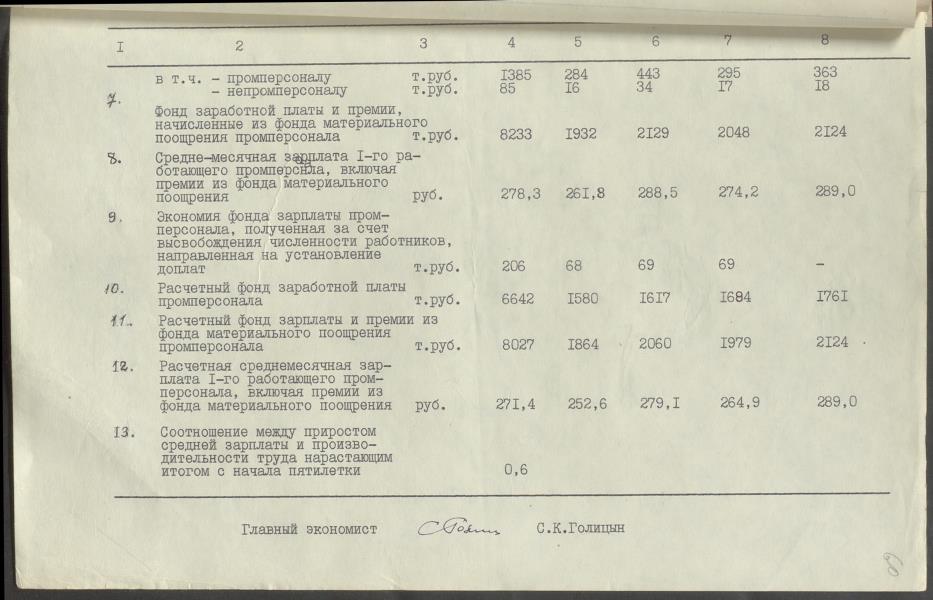 I 2 3 4 5 6 7 8
в т.ч. - промперсоналу т.руб. I385 284 443 295 363
- непромперсоналу т.руб. 85 I6 34 I7 I8
7. Фонд заработной платы и премии,
начисленные из фонда материального
поощрения промперсонала т.руб. 8233 I932 2I29 2048 2I24
8. Средне-месячная зарплата I-го ра-
ботающего промперсонала, включая
премии из фонда материального
поощрения руб. 278,3 26I,8 288,5 274,2 289,0
9. Экономия фонда зарплаты пром-
персонала, полученная за счет
высвобождения численности работников,
направленная на установление
доплат т.руб. 206 68 69 69 -
10. Расчетный фонд заработной платы
промперсонала т.руб. 6642 I580 I6I7 I684 I76I
11. Расчетный фонд зарплаты и премии из
фонда материального поощрения
промперсонала т.руб. 8027 I864 2060 I979 2I24
12. Расчетная среднемесячная зар-
плата I-го работающего пром-
персонала, включая премии из
фонда материального поощрения руб. 27I,4 252,6 279,I 264,9 289,0
13. Соотношение между приростом
средней зарплаты и произво-
дительности труда нарастающим
итогом с начала пятилетки 0,6
Главный экономист С.К.Голицын